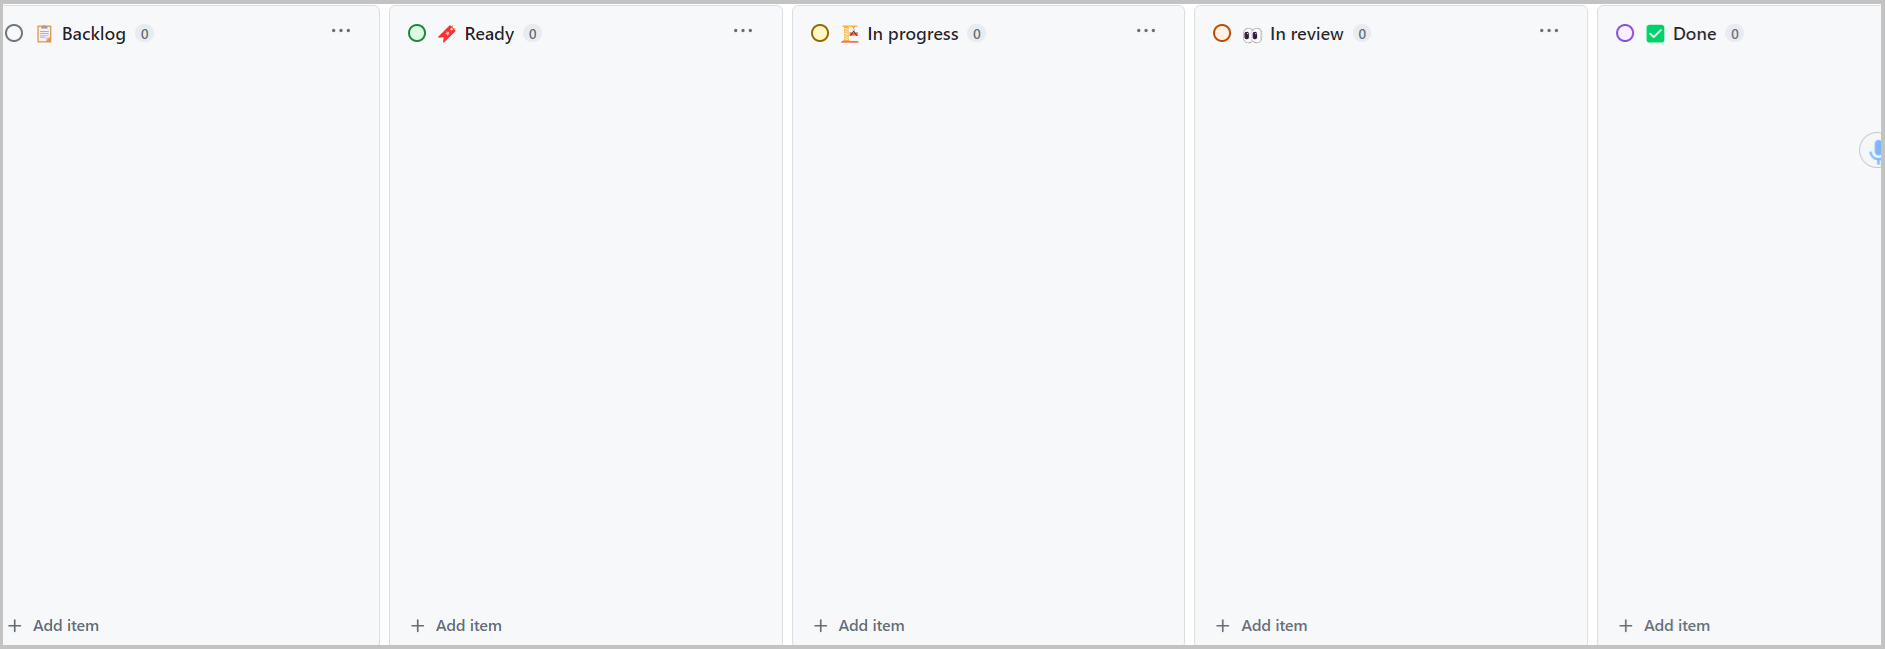 Backlog 0
Ready 0
In progress 0
In review 0
Done 0
Add item
Add item
Add item
Add item
Add item